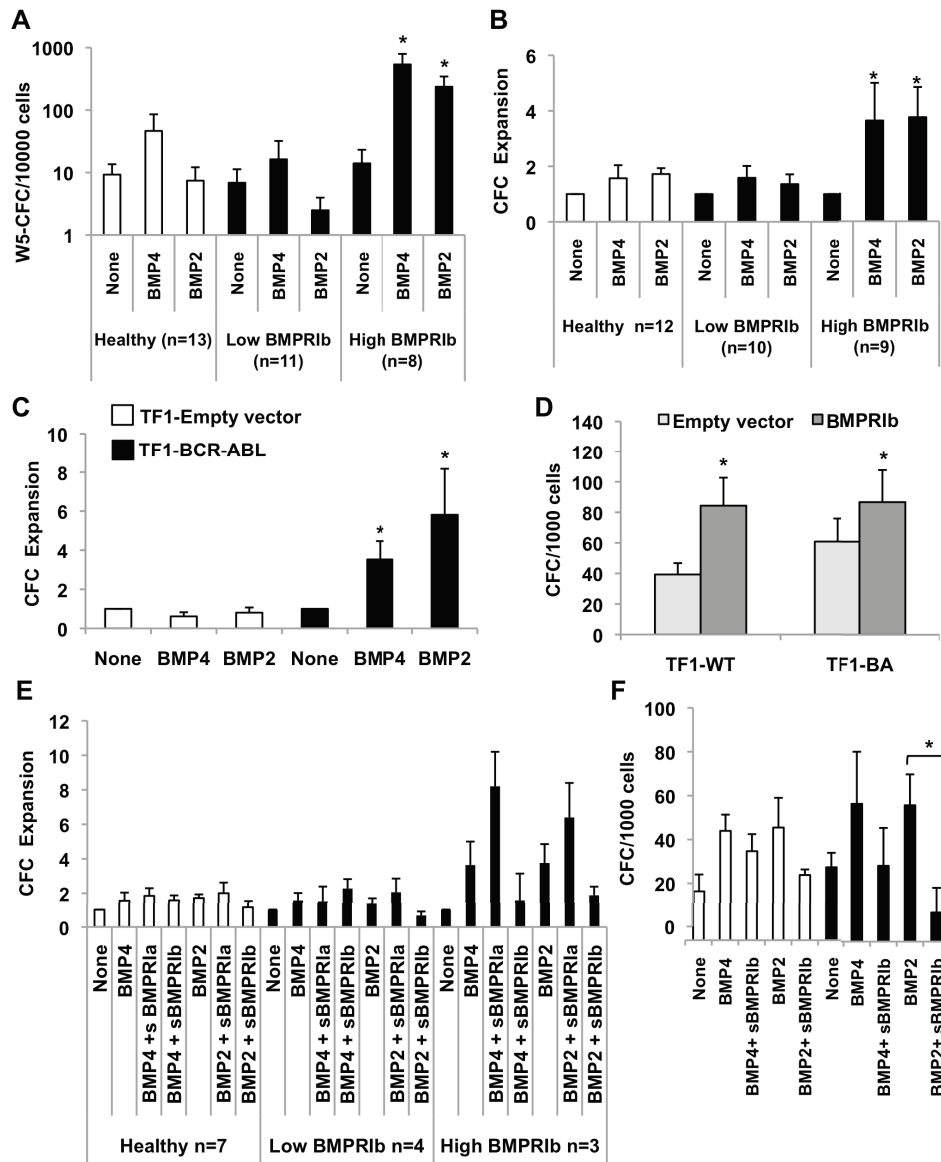 A
W5-CFC/10000 cells
1000
100
10
1
*
*
None
BMP4
BMP2
None
BMP4
BMP2
None
BMP4
BMP2
Healthy (n=13)
Low BMPRIb
(n=11)
High BMPRIb
(n=8)
B
CFC Expansion
6
4
2
0
*
*
None
BMP4
BMP2
None
BMP4
BMP2
None
BMP4
BMP2
Healthy n=12
Low BMPRIb
(n=10)
High BMPRIb
(n=9)
C
TF1-Empty vector
TF1-BCR-ABL
CFC Expansion
10
8
6
4
2
0
*
*
None
BMP4
BMP2
None
BMP4
BMP2
D
Empty vector
BMPRIb
CFC/1000 cells
140
120
100
80
60
40
20
0
*
*
TF1-WT
TF1-BA
E
CFC Expansion
12
10
8
6
4
2
0
None
BMP4
BMP4 +s BMPRIa
BMP4 + sBMPRIb
BMP2
BMP2 + sBMPRIa
BMP2 + sBMPRIb
None
BMP4
BMP4 + sBMPRIa
BMP4 + sBMPRIb
BMP2
BMP2 + sBMPRIa
BMP2 + sBMPRIb
None
BMP4
BMP4 + sBMPRIa
BMP4 + sBMPRIb
BMP2
BMP2 + sBMPRIa
BMP2 + sBMPRIb
Healthy n=7
Low BMPRIb n=4
High BMPRIb n=3
F
CFC/1000 cells
100
80
60
40
20
0
*
None
BMP4
BMP4+ sBMPRIb
BMP2
BMP2+ sBMPRIb
None
BMP4
BMP4+ sBMPRIb
BMP2
BMP2+ sBMPRIb